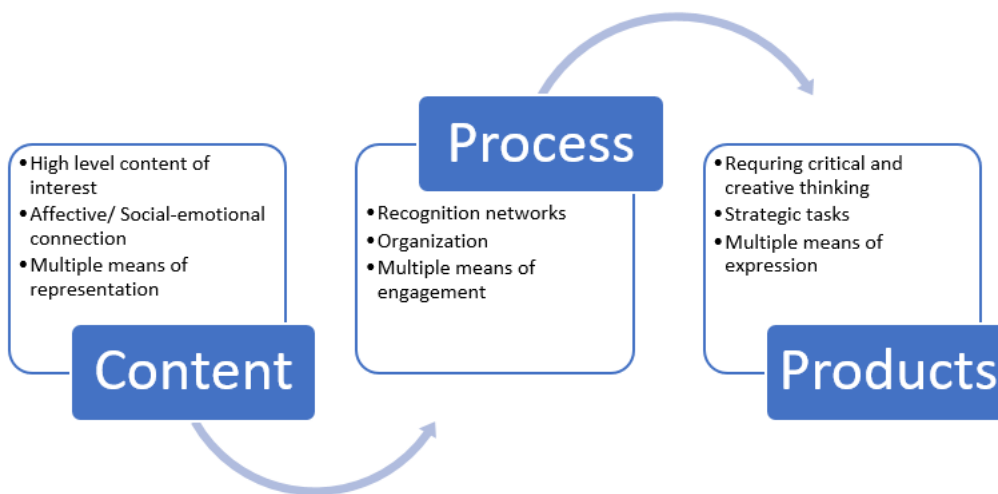 •High level content of
interest
•Affective/ Social-emotional
connection
•Multiple means of
representation
Content
Process
•Recognition networks
•Organization
•Multiple means of
engagement
•Requring critical and
creative thinking
•Strategic tasks
•Multiple means of
expression
Products